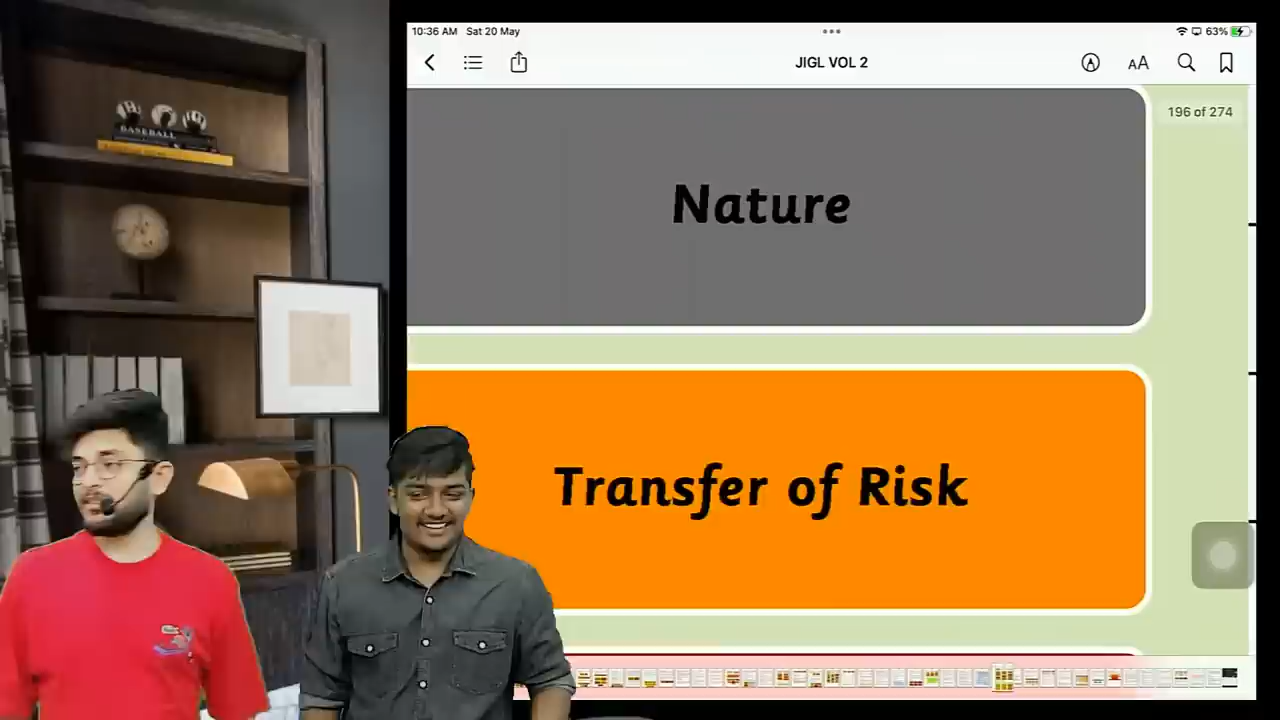 10:36 AM Sat 20 May
63%
JIGL VOL 2
AA
196 of 274
Nature
BASEBALL
Transfer of Risk